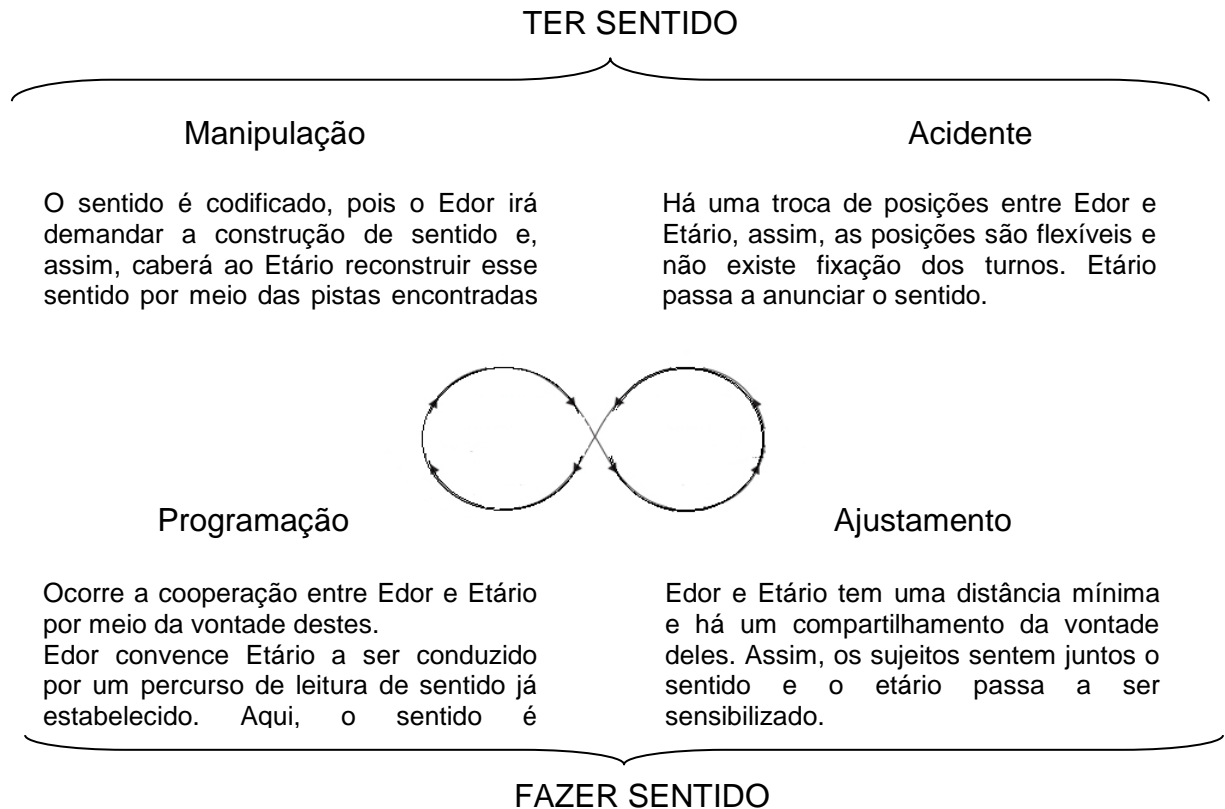 TER SENTIDO
Manipulação
O sentido é codificado, pois o Edor irá
demandar a construção de sentido e,
assim, caberá ao Etário reconstruir esse
sentido por meio das pistas encontradas
Acidente
Há uma troca de posições entre Edor e
Etário, assim, as posições são flexíveis e
não existe fixação dos turnos. Etário
passa a anunciar o sentido.
Programação
Ocorre a cooperação entre Edor e Etário
por meio da vontade destes.
Edor convence Etário a ser conduzido
por um percurso de leitura de sentido já
estabelecido. Aqui, o sentido é
Ajustamento
Edor e Etário tem uma distância mínima
e há um compartilhamento da vontade
deles. Assim, os sujeitos sentem juntos o
sentido e o etário passa a ser
sensibilizado.
FAZER SENTIDO